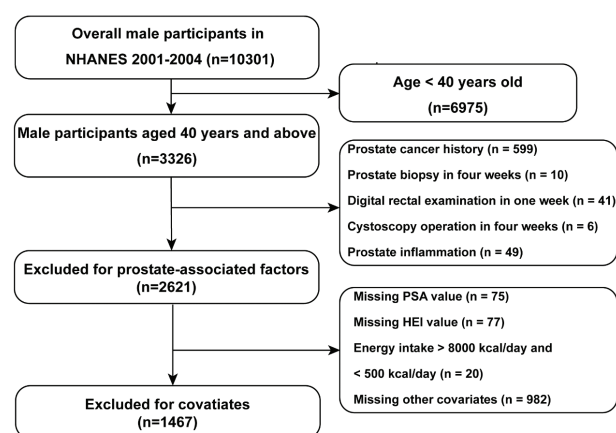 Overall male participants in
NHANES 2001-2004 (n=10301)
Age < 40 years old
(n=6975)
Male participants aged 40 years and above
(n=3326)
Prostate cancer history (n = 599)
Prostate biopsy in four weeks (n = 10)
Digital rectal examination in one week (n = 41)
Cystoscopy operation in four weeks (n = 6)
Prostate inflammation (n = 49)
Excluded for prostate-associated factors
(n=2621)
Missing PSA value (n = 75)
Missing HEI value (n = 77)
Energy intake > 8000 kcal/day and
< 500 kcal/day (n = 20)
Missing other covariates (n = 982)
Excluded for covatiates
(n=1467)